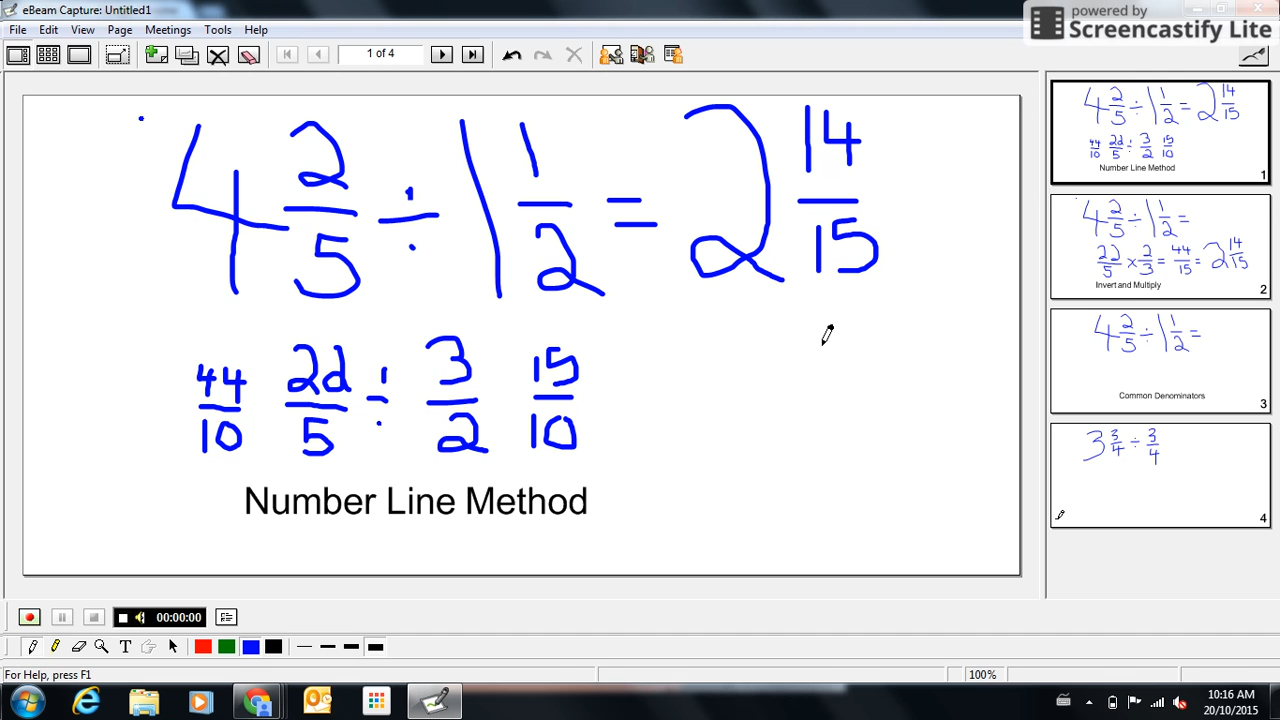 eBeam Capture: Untitled1
powered by
Screencastify Lite
File Edit View Page Meetings Tools Help
1 of 4
4 2/5 ÷ 1 1/2 = 2 14/15
44/10 22/5 ÷ 3/2 15/10
Number Line Method
4 2/5 ÷ 1 1/2 = 2 14/15
44/10 22/5 ÷ 3/2 15/10
Number Line Method
1
4 2/5 ÷ 1 1/2 =
22/5 × 2/3 = 44/15 = 2 14/15
Invert and Multiply
2
4 2/5 ÷ 1 1/2 =
Common Denominators
3
3 3/4 ÷ 3/4
4
00:00:00
T
For Help, press F1
100%
10:16 AM
20/10/2015